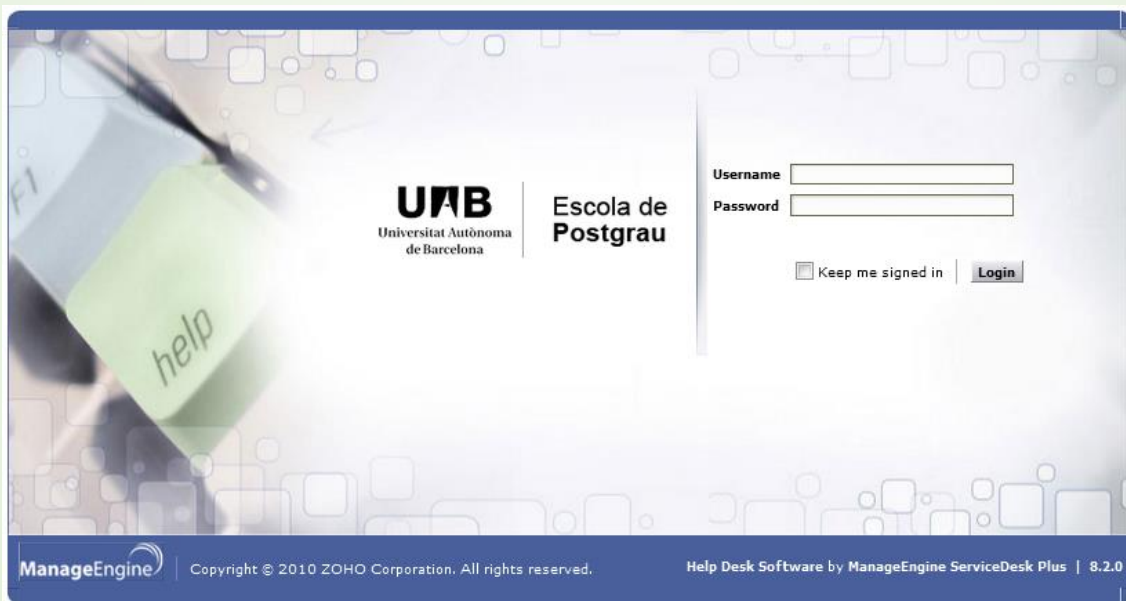 F1
help
UAB
Universitat Autònoma
de Barcelona
Escola de
Postgrau
Username
Password
Keep me signed in
Login
ManageEngine
Copyright © 2010 ZOHO Corporation. All rights reserved.
Help Desk Software by ManageEngine ServiceDesk Plus | 8.2.0